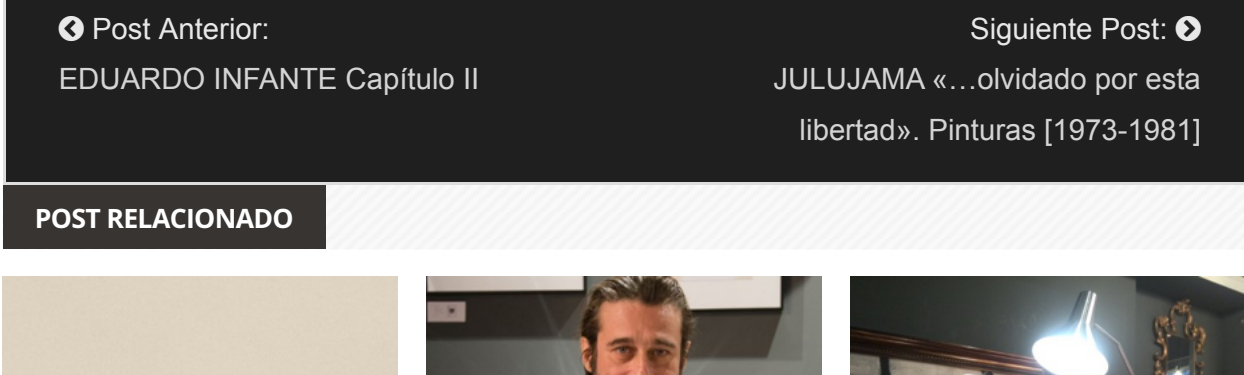 Post Anterior:
EDUARDO INFANTE Capítulo II
Siguiente Post:
JULUJAMA «…olvidado por esta
libertad». Pinturas [1973-1981]
POST RELACIONADO